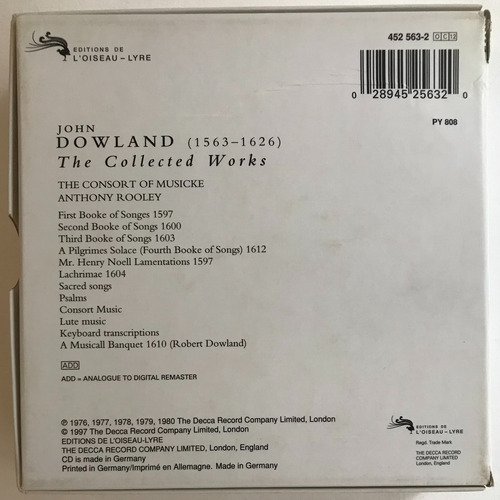 EDITIONS DE
L'OISEAU–LYRE
452 563-2 OC12
0 28945 25632 0
PY 808
JOHN
DOWLAND (1563–1626)
The Collected Works
THE CONSORT OF MUSICKE
ANTHONY ROOLEY
First Booke of Songes 1597
Second Booke of Songs 1600
Third Booke of Songs 1603
A Pilgrimes Solace (Fourth Booke of Songs) 1612
Mr. Henry Noell Lamentations 1597
Lachrimae 1604
Sacred songs
Psalms
Consort Music
Lute music
Keyboard transcriptions
A Musicall Banquet 1610 (Robert Dowland)
ADD
ADD = ANALOGUE TO DIGITAL REMASTER
℗ 1976, 1977, 1978, 1979, 1980 The Decca Record Company Limited, London
© 1997 The Decca Record Company Limited, London
EDITIONS DE L'OISEAU-LYRE
THE DECCA RECORD COMPANY LIMITED, LONDON, England
CD is made in Germany
Printed in Germany/Imprimé en Allemagne. Made in Germany
EDITIONS DE
L'OISEAU–LYRE
Regd. Trade Mark
THE DECCA RECORD
COMPANY LIMITED
LONDON ENGLAND